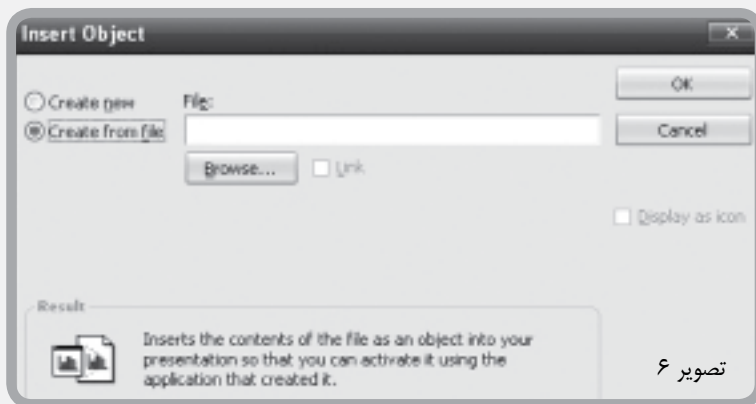 Insert Object
Create new
File:
OK
Create from file
Cancel
Browse...
Link
Display as icon
Result
Inserts the contents of the file as an object into your
presentation so that you can activate it using the
application that created it.
تصویر ۶